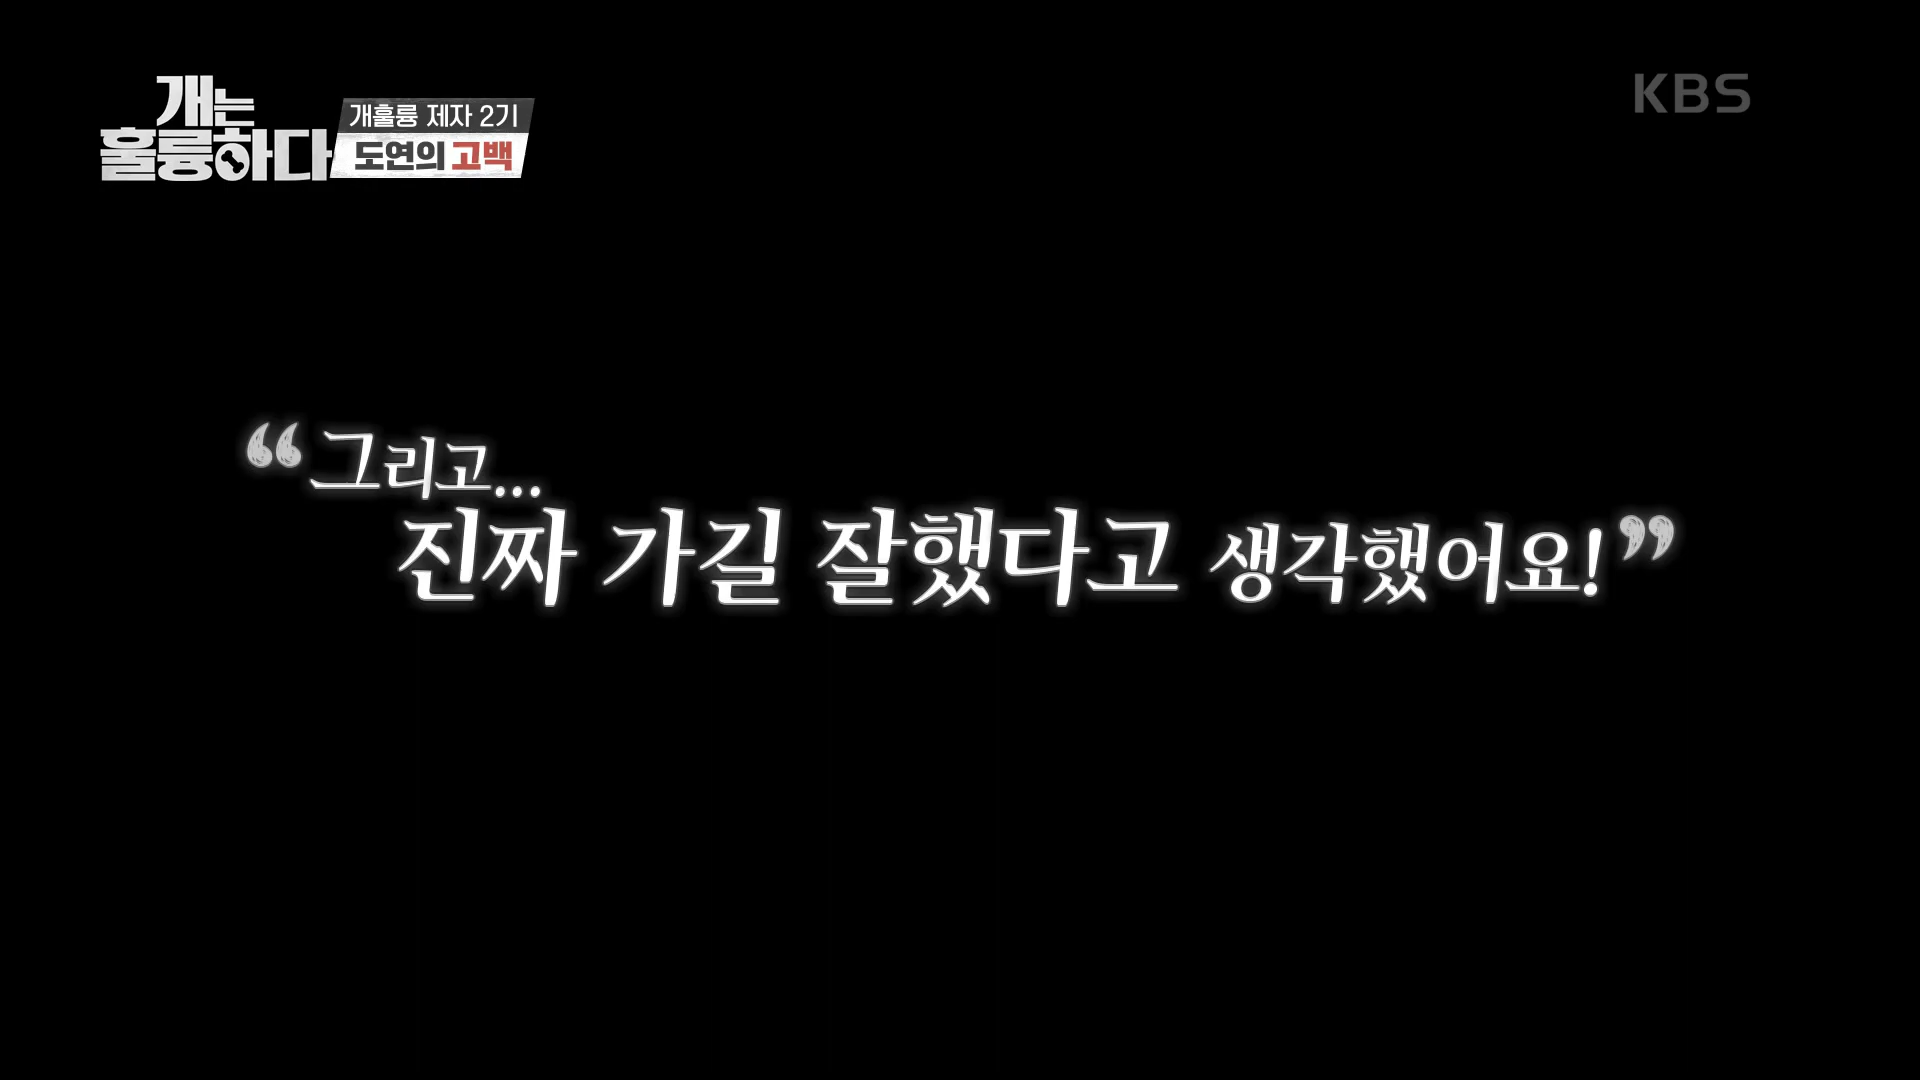 개는
훌륭하다
개훌륭 제자 2기
도연의 고백
KBS
“그리고...
진짜 가길 잘했다고 생각했어요!”